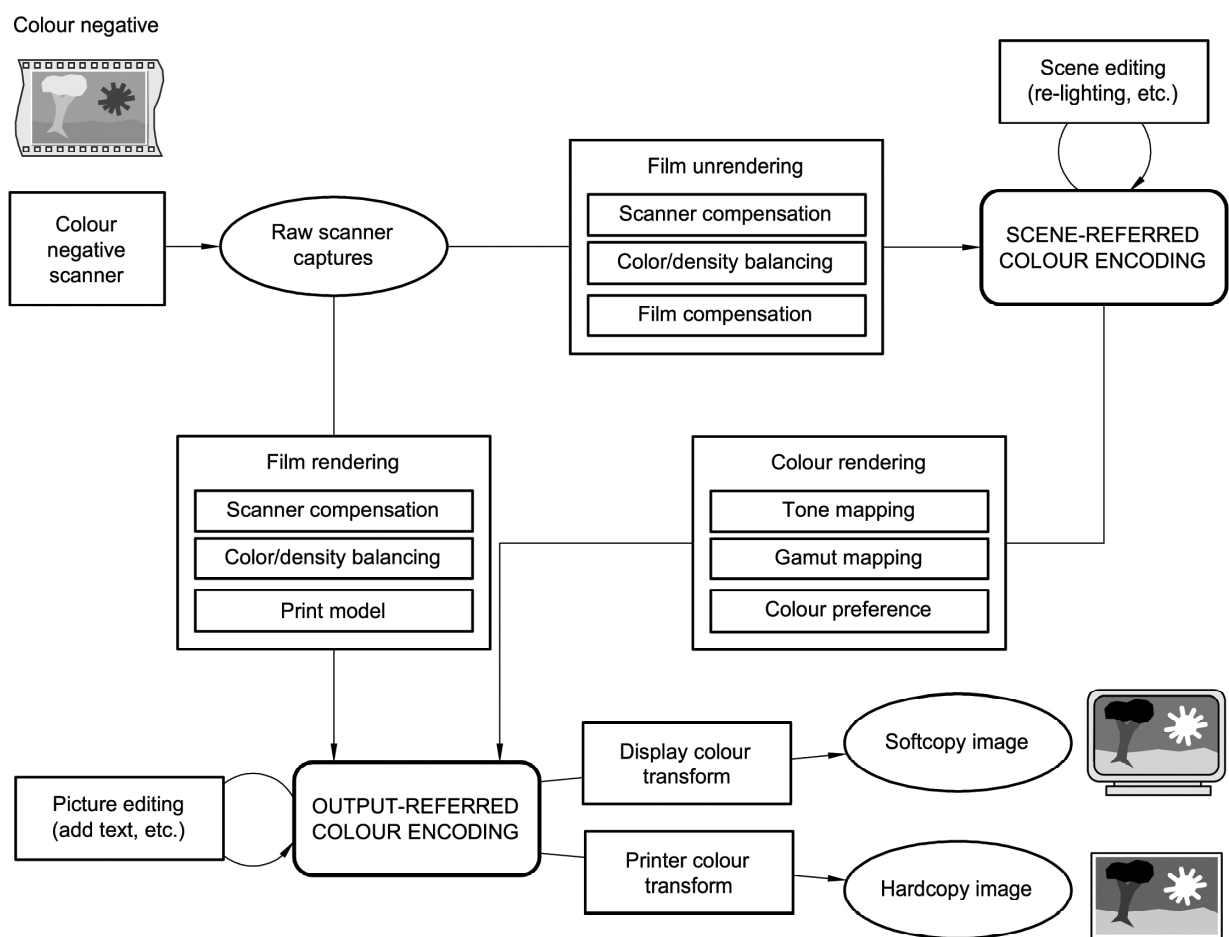 Colour negative
Scene editing
(re-lighting, etc.)
Film unrendering
Scanner compensation
Color/density balancing
Film compensation
Colour
negative
scanner
Raw scanner
captures
SCENE-REFERRED
COLOUR ENCODING
Film rendering
Scanner compensation
Color/density balancing
Print model
Colour rendering
Tone mapping
Gamut mapping
Colour preference
Picture editing
(add text, etc.)
OUTPUT-REFERRED
COLOUR ENCODING
Display colour
transform
Softcopy image
Printer colour
transform
Hardcopy image